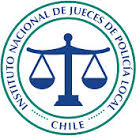 INSTITUTO NACIONAL DE JUECES DE POLICIA LOCAL
CHILE